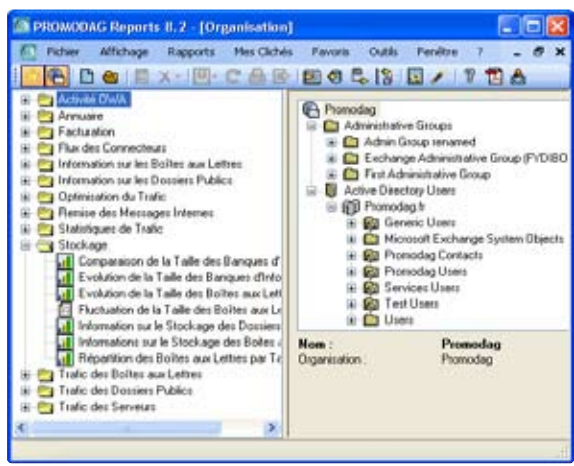 PROMODAG Reports 8.2 - [Organisation]
Fichier Affichage Rapports Mes Clichés Favoris Outils Fenêtre ?
Activité OWA
Annuaire
Facturation
Flux des Connecteurs
Information sur les Boîtes aux Lettres
Information sur les Dossiers Publics
Optimisation du Trafic
Remise des Messages Internes
Statistiques de Trafic
Stockage
Comparaison de la Taille des Banques d'
Evolution de la Taille des Banques d'Info
Evolution de la Taille des Boîtes aux Lett
Fluctuation de la Taille des Boîtes aux Le
Information sur le Stockage des Dossiers
Informations sur le Stockage des Boîtes
Répartition des Boîtes aux Lettres par Ta
Trafic des Boîtes aux Lettres
Trafic des Dossiers Publics
Trafic des Serveurs
Promodag
Administrative Groups
Admin Group renamed
Exchange Administrative Group (FYDIBO
First Administrative Group
Active Directory Users
Promodag.fr
Generic Users
Microsoft Exchange System Objects
Promodag Contacts
Promodag Users
Services Users
Test Users
Users
Nom : Promodag
Organisation : Promodag